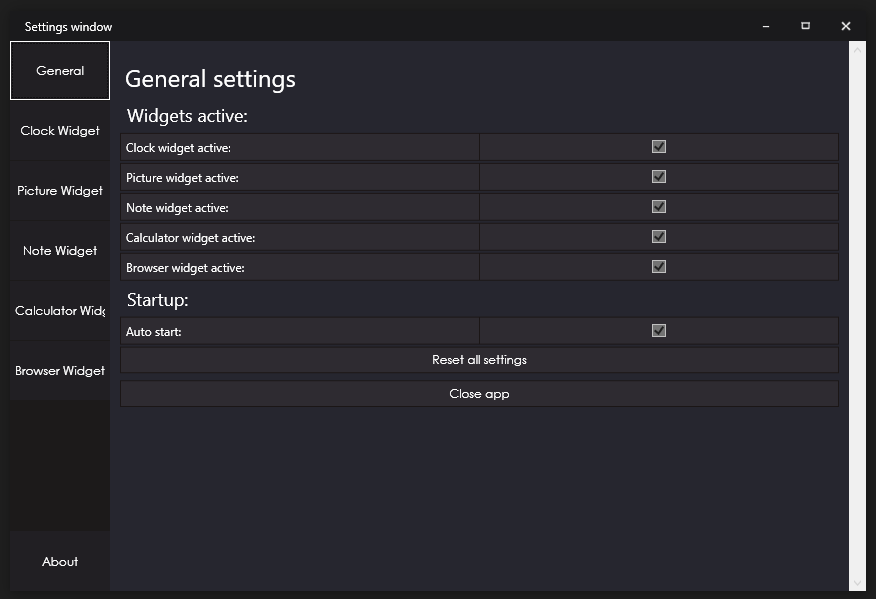 Settings window
General
Clock Widget
Picture Widget
Note Widget
Calculator Widg
Browser Widget
About
General settings
Widgets active:
Clock widget active:
Picture widget active:
Note widget active:
Calculator widget active:
Browser widget active:
Startup:
Auto start:
Reset all settings
Close app